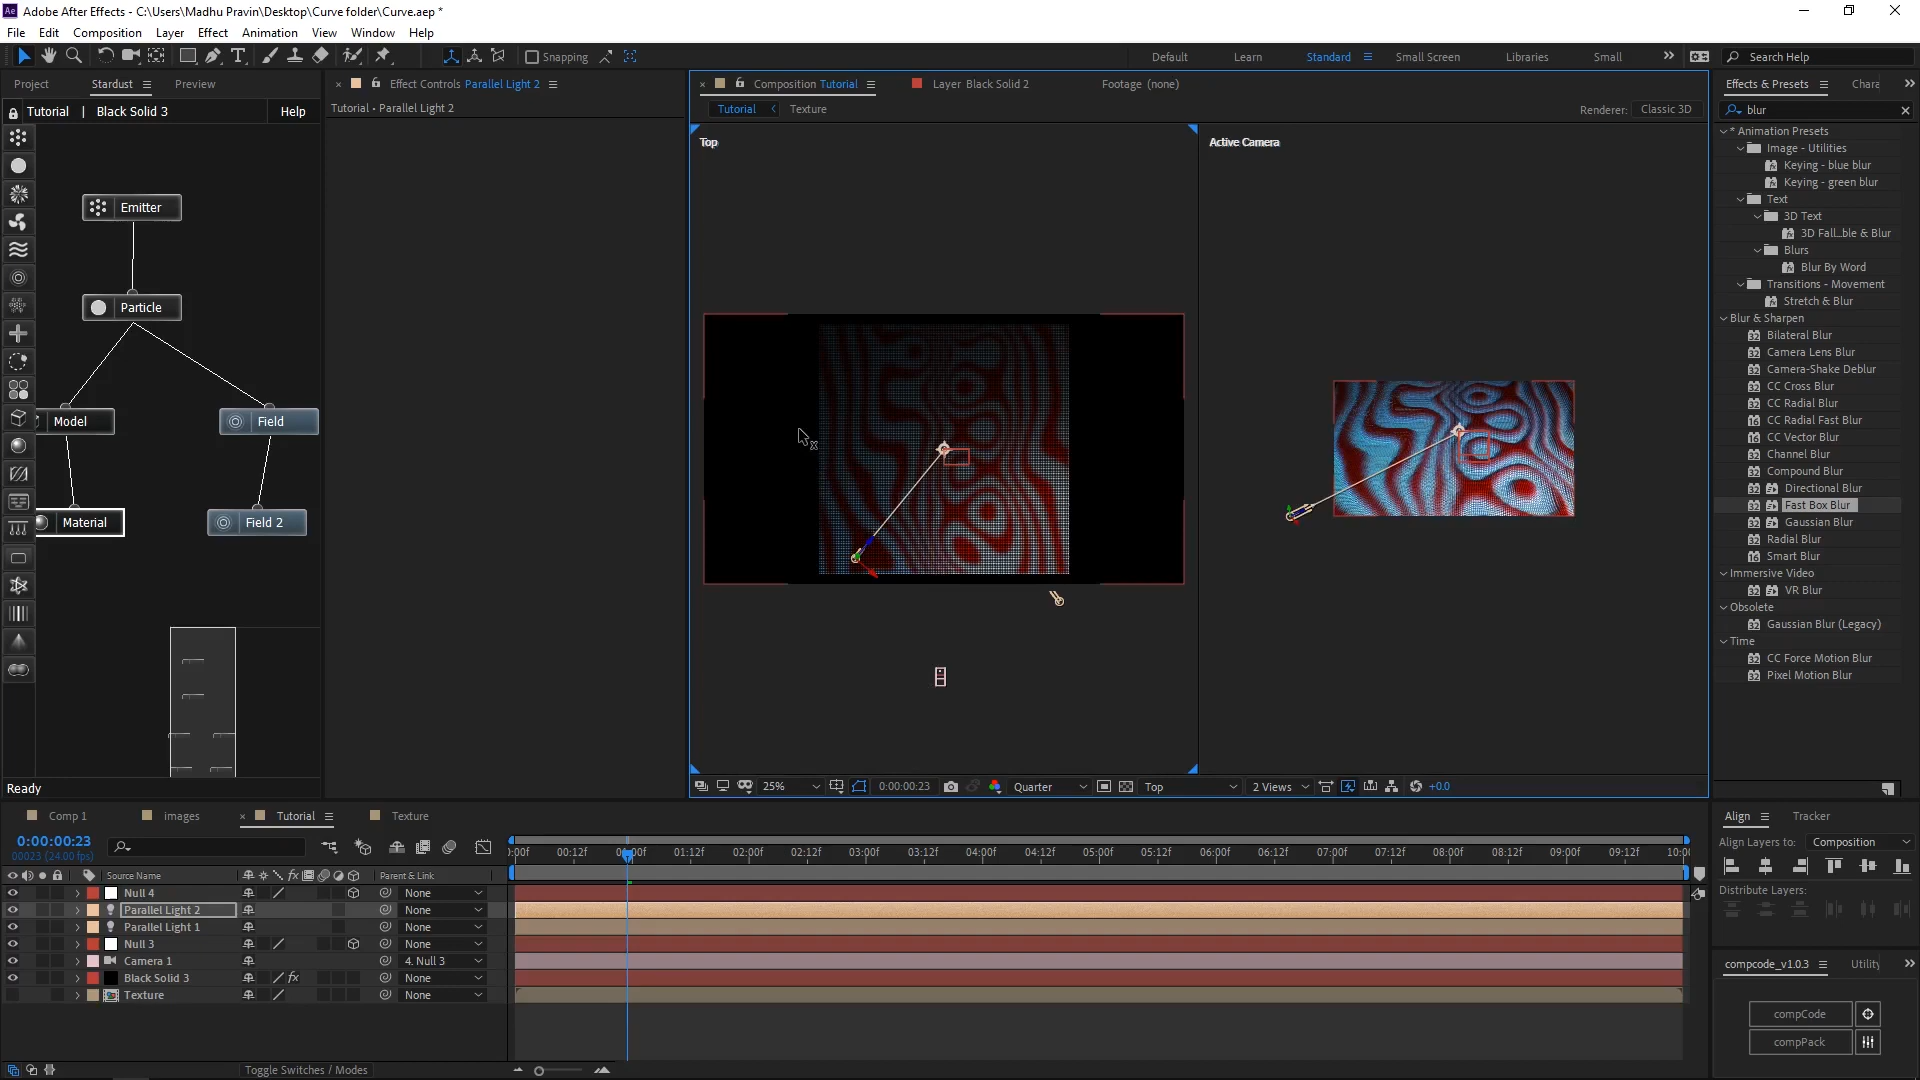 Adobe After Effects - C:\Users\Madhu Pravin\Desktop\Curve folder\Curve.aep *
File Edit Composition Layer Effect Animation View Window Help
Snapping
Default Learn Standard Small Screen Libraries Small Search Help
Project Stardust Preview
Tutorial | Black Solid 3 Help
Emitter
Particle
Model
Field
Material
Field 2
Ready
Effect Controls Parallel Light 2
Tutorial • Parallel Light 2
Composition Tutorial Layer Black Solid 2 Footage (none)
Tutorial Texture Renderer: Classic 3D
Top
Active Camera
25% 0:00:00:23 Quarter Top 2 Views +0.0
Effects & Presets Chara
blur
* Animation Presets
Image - Utilities
Keying - blue blur
Keying - green blur
Text
3D Text
3D Fall...ble & Blur
Blurs
Blur By Word
Transitions - Movement
Stretch & Blur
Blur & Sharpen
Bilateral Blur
Camera Lens Blur
Camera-Shake Deblur
CC Cross Blur
CC Radial Blur
CC Radial Fast Blur
CC Vector Blur
Channel Blur
Compound Blur
Directional Blur
Fast Box Blur
Gaussian Blur
Radial Blur
Smart Blur
Immersive Video
VR Blur
Obsolete
Gaussian Blur (Legacy)
Time
CC Force Motion Blur
Pixel Motion Blur
Comp 1 images Tutorial Texture
0:00:00:23
00023 (24.00 fps)
00:12f 01:12f 02:00f 02:12f 03:00f 03:12f 04:00f 04:12f 05:00f 05:12f 06:00f 06:12f 07:00f 07:12f 08:00f 08:12f 09:00f 09:12f
Source Name Parent & Link
Null 4 None
Parallel Light 2 None
Parallel Light 1 None
Null 3 None
Camera 1 4. Null 3
Black Solid 3 fx None
Texture None
Toggle Switches / Modes
Align Tracker
Align Layers to: Composition
Distribute Layers:
compcode_v1.0.3 Utility
compCode
compPack